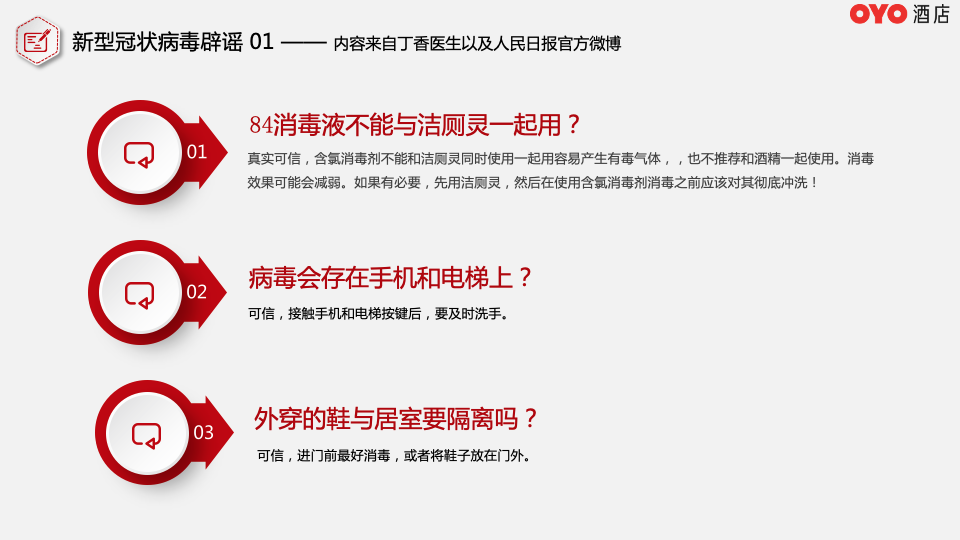 OYO 酒店
新型冠状病毒辟谣 01 —— 内容来自丁香医生以及人民日报官方微博
01
84消毒液不能与洁厕灵一起用？
真实可信，含氯消毒剂不能和洁厕灵同时使用一起用容易产生有毒气体，，也不推荐和酒精一起使用。消毒
效果可能会减弱。如果有必要，先用洁厕灵，然后在使用含氯消毒剂消毒之前应该对其彻底冲洗！
02
病毒会存在手机和电梯上？
可信，接触手机和电梯按键后，要及时洗手。
03
外穿的鞋与居室要隔离吗？
可信，进门前最好消毒，或者将鞋子放在门外。